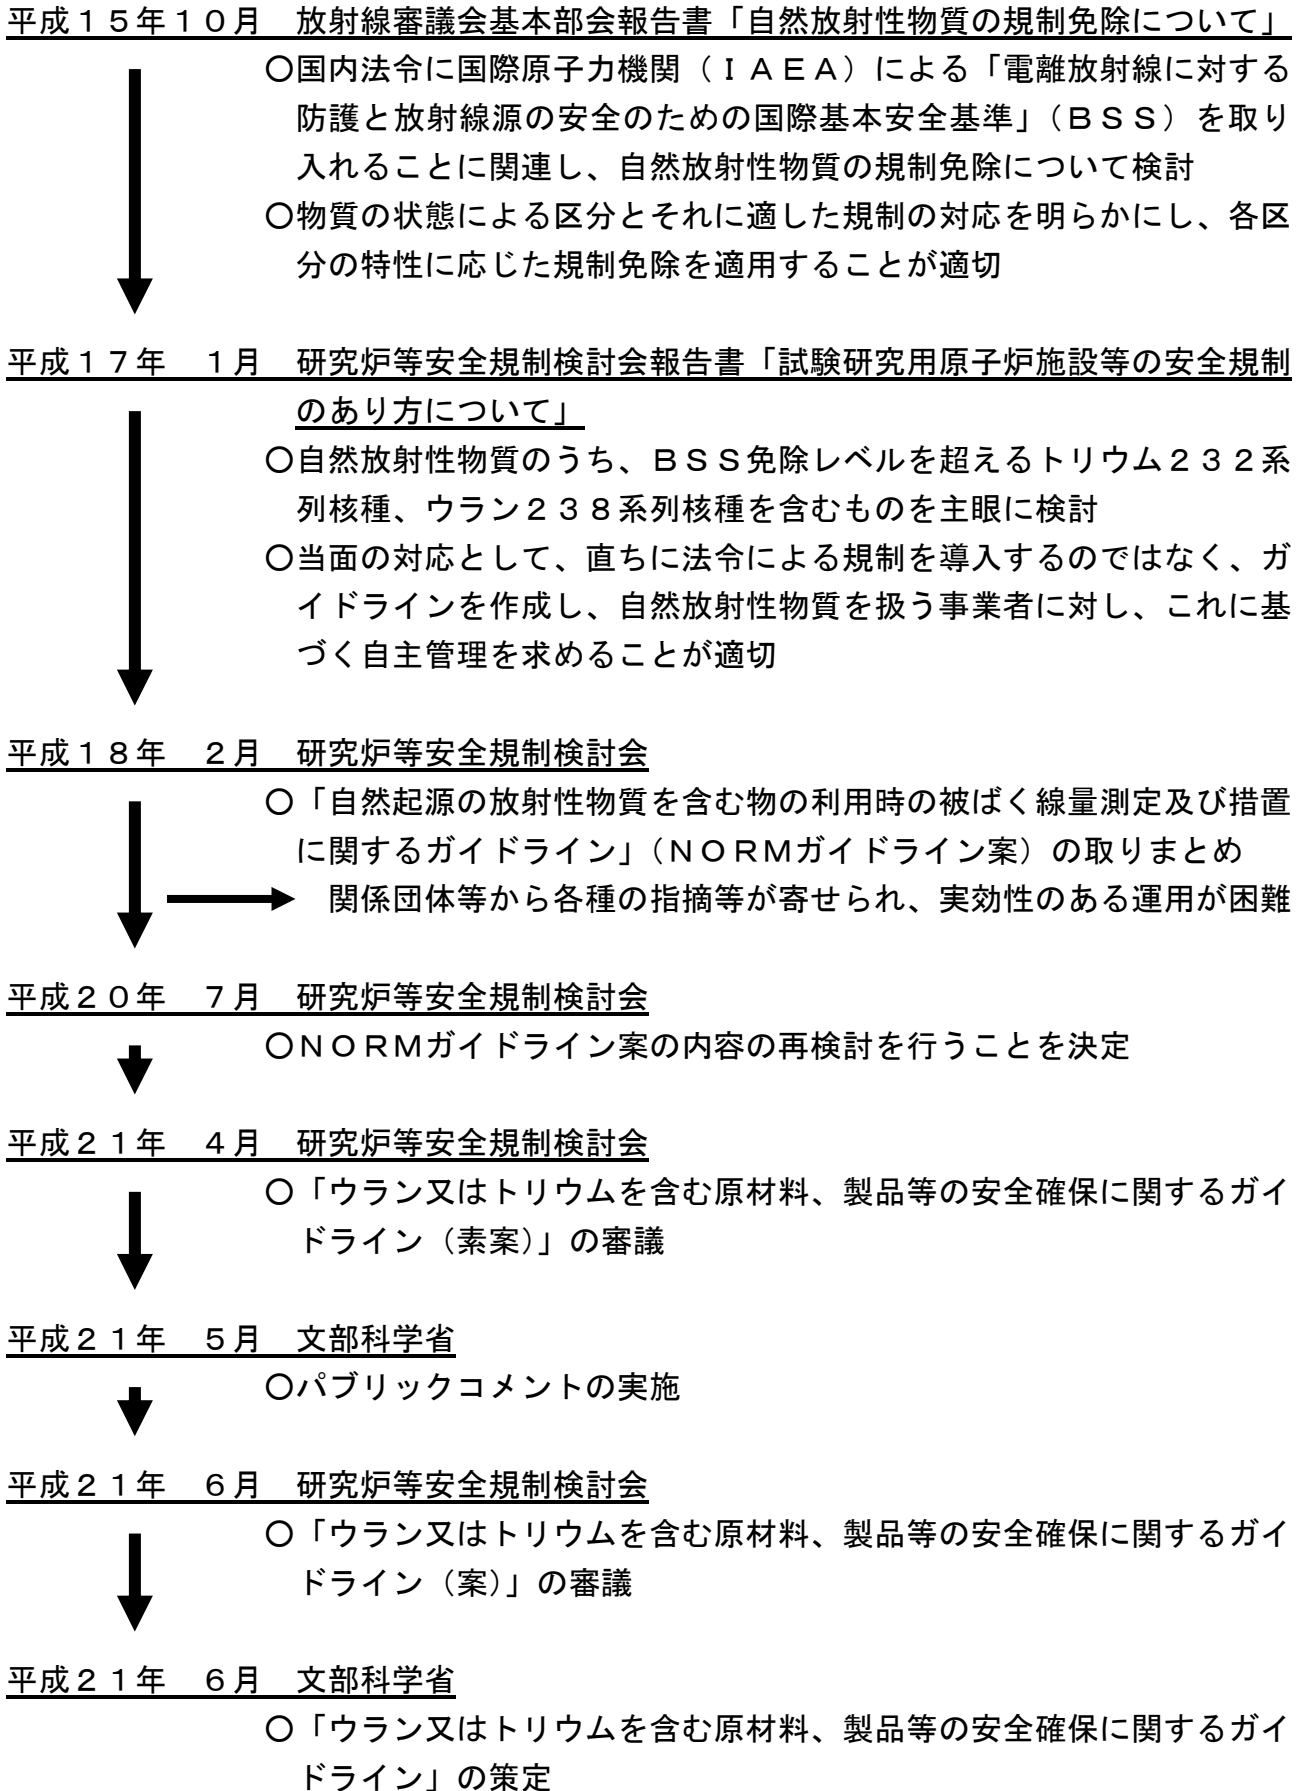 平成15年10月　放射線審議会基本部会報告書「自然放射性物質の規制免除について」
○国内法令に国際原子力機関（ＩＡＥＡ）による「電離放射線に対する
防護と放射線源の安全のための国際基本安全基準」（ＢＳＳ）を取り
入れることに関連し、自然放射性物質の規制免除について検討
○物質の状態による区分とそれに適した規制の対応を明らかにし、各区
分の特性に応じた規制免除を適用することが適切
平成１７年　１月　研究炉等安全規制検討会報告書「試験研究用原子炉施設等の安全規制
のあり方について」
○自然放射性物質のうち、ＢＳＳ免除レベルを超えるトリウム２３２系
列核種、ウラン２３８系列核種を含むものを主眼に検討
○当面の対応として、直ちに法令による規制を導入するのではなく、ガ
イドラインを作成し、自然放射性物質を扱う事業者に対し、これに基
づく自主管理を求めることが適切
平成１８年　２月　研究炉等安全規制検討会
○「自然起源の放射性物質を含む物の利用時の被ばく線量測定及び措置
に関するガイドライン」（ＮＯＲＭガイドライン案）の取りまとめ
関係団体等から各種の指摘等が寄せられ、実効性のある運用が困難
平成２０年　７月　研究炉等安全規制検討会
○ＮＯＲＭガイドライン案の内容の再検討を行うことを決定
平成２１年　４月　研究炉等安全規制検討会
○「ウラン又はトリウムを含む原材料、製品等の安全確保に関するガイ
ドライン（素案）」の審議
平成２１年　５月　文部科学省
○パブリックコメントの実施
平成２１年　６月　研究炉等安全規制検討会
○「ウラン又はトリウムを含む原材料、製品等の安全確保に関するガイ
ドライン（案）」の審議
平成２１年　６月　文部科学省
○「ウラン又はトリウムを含む原材料、製品等の安全確保に関するガイ
ドライン」の策定